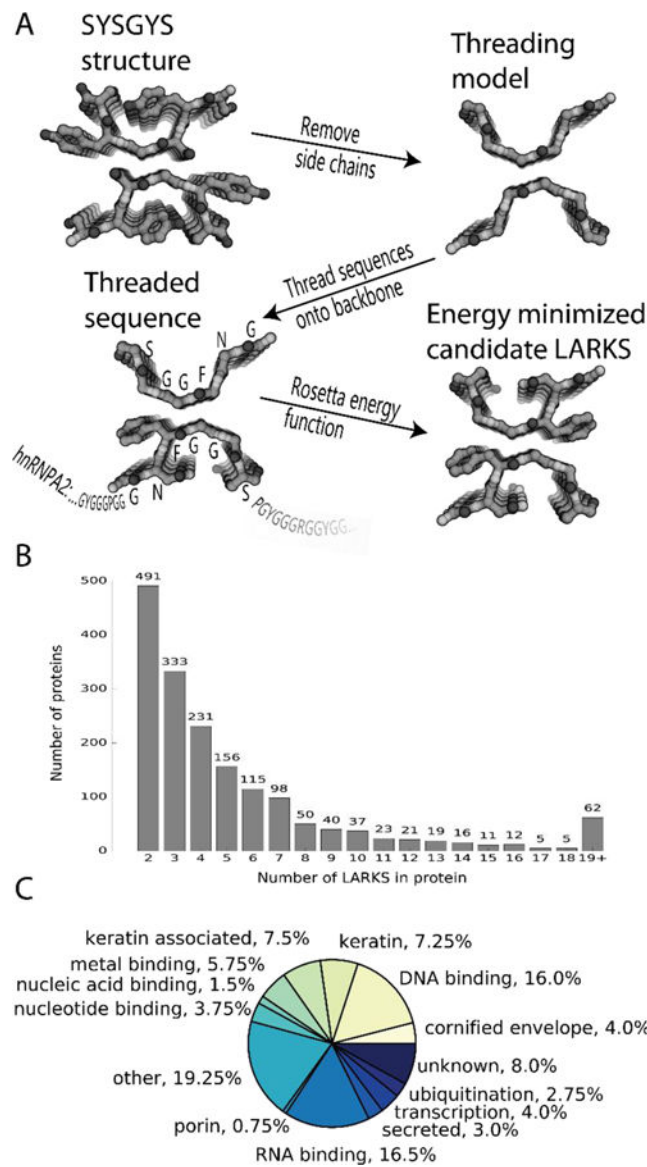 A
SYSGYS
structure
Threading
model
Remove
side chains
Thread sequences
onto backbone
Threaded
sequence
Energy minimized
candidate LARKS
S G G F N G
Rosetta energy
function
F G G
hnRNPA2:...GYGGGPGG G N S PGYGGGRGGYGG...
B
Number of proteins
500
400
300
200
100
0
491
333
231
156
115
98
50
40
37
23
21
19
16
11
12
5
5
62
2 3 4 5 6 7 8 9 10 11 12 13 14 15 16 17 18 19+
Number of LARKS in protein
C
keratin associated, 7.5%
keratin, 7.25%
metal binding, 5.75%
DNA binding, 16.0%
nucleic acid binding, 1.5%
nucleotide binding, 3.75%
cornified envelope, 4.0%
other, 19.25%
unknown, 8.0%
ubiquitination, 2.75%
transcription, 4.0%
porin, 0.75%
secreted, 3.0%
RNA binding, 16.5%